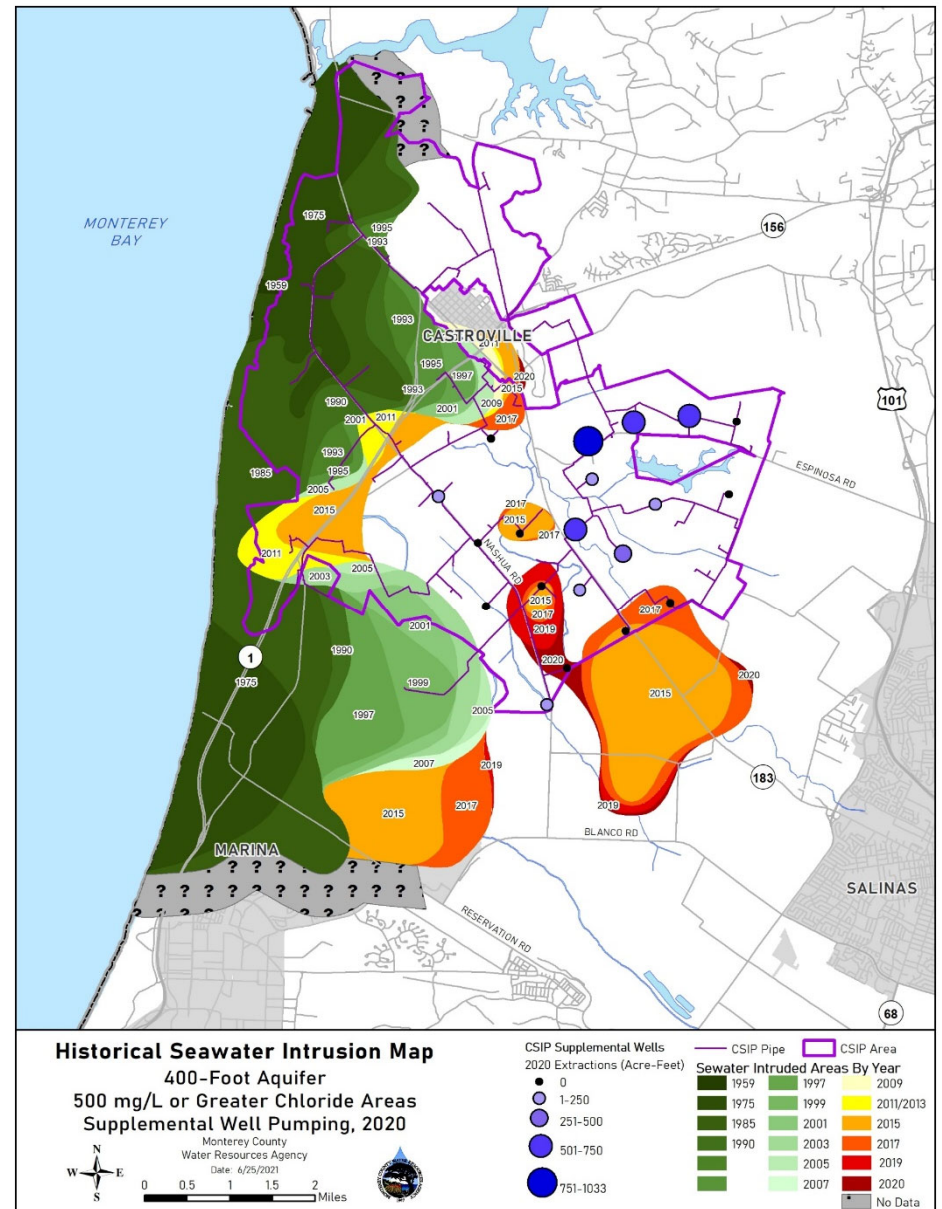 MONTEREY
BAY
? ? ?
?
? ?
? ?
1975
1995
1993
156
1959
1993
CASTROVILLE
2011
1995
1997
2020
2015
101
1993
1990
2001
2009
2001
2011
2017
1993
1995
1985
2005
ESPINOSA RD
2015
2017
2015
2017
2011
NASHUA RD
2005
2003
2015
2017
2017
2001
2019
1990
1
2020
1975
1999
2015
2020
1997
2005
2007
2019
183
2015
2017
2019
BLANCO RD
MARINA
? ? ? ? ? ? ? ?
? ? ? ? ? ? ? ? ? ?
? ? ? ? ? ? ?
SALINAS
RESERVATION RD
68
Historical Seawater Intrusion Map
400-Foot Aquifer
500 mg/L or Greater Chloride Areas
Supplemental Well Pumping, 2020
Monterey County
Water Resources Agency
Date: 6/25/2021
N
W E
S
0 0.5 1 2
Miles
CSIP Supplemental Wells
2020 Extractions (Acre-Feet)
0
1-250
251-500
501-750
751-1033
CSIP Pipe CSIP Area
Sewater Intruded Areas By Year
1959 1997 2009
1975 1999 2011/2013
1985 2001 2015
1990 2003 2017
2005 2019
2007 2020
No Data